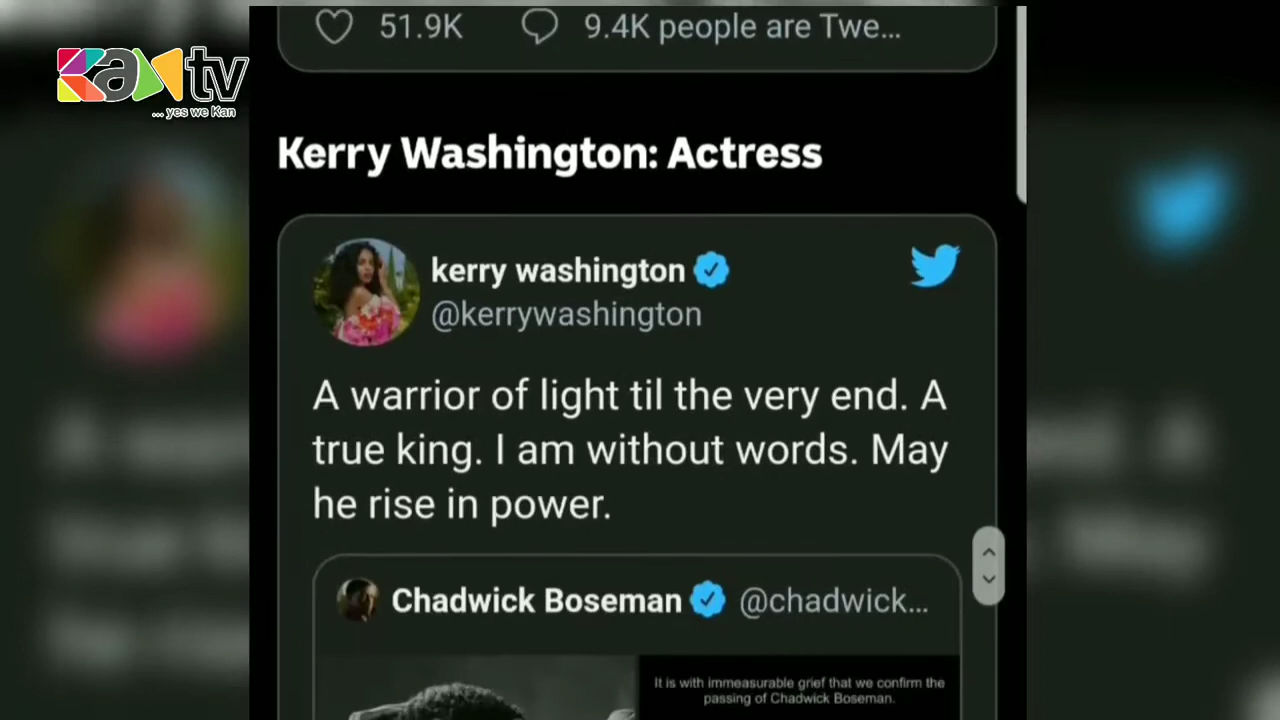 51.9K 9.4K people are Twe...
Kantv
... yes we Kan
Kerry Washington: Actress
kerry washington
@kerrywashington
A warrior of light til the very end. A
true king. I am without words. May
he rise in power.
Chadwick Boseman @chadwick...
It is with immeasurable grief that we confirm the
passing of Chadwick Boseman.